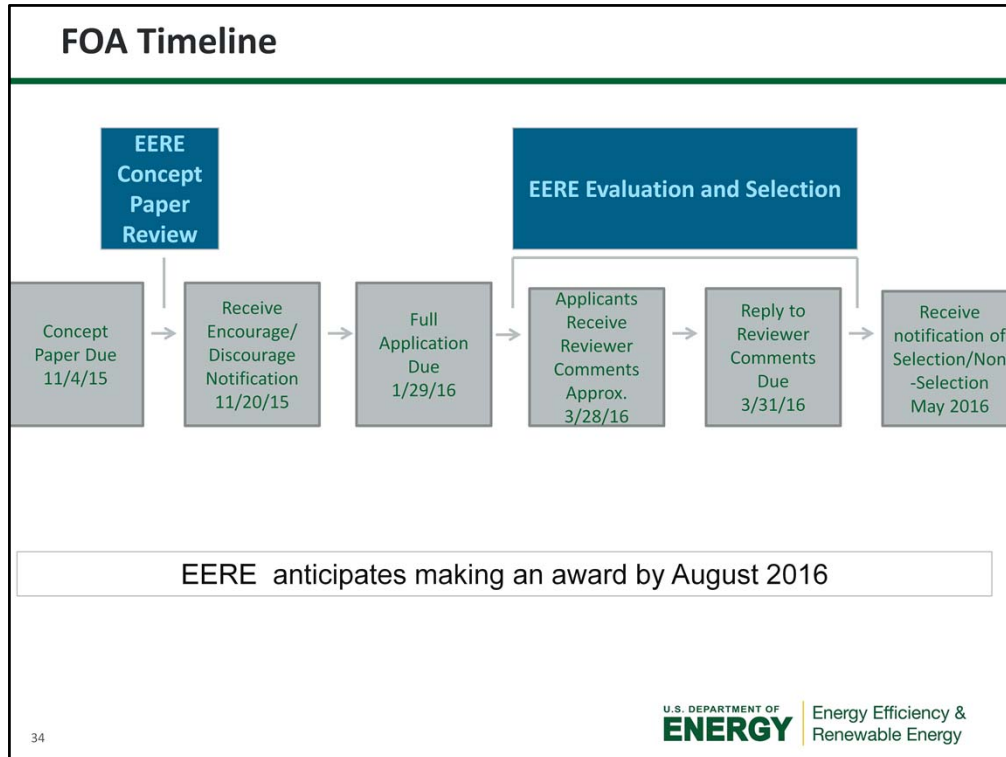 FOA Timeline
EERE
Concept
Paper
Review
EERE Evaluation and Selection
Concept
Paper Due
11/4/15
Receive
Encourage/
Discourage
Notification
11/20/15
Full
Application
Due
1/29/16
Applicants
Receive
Reviewer
Comments
Approx.
3/28/16
Reply to
Reviewer
Comments
Due
3/31/16
Receive
notification of
Selection/Non
-Selection
May 2016
EERE anticipates making an award by August 2016
34
U.S. DEPARTMENT OF
ENERGY
Energy Efficiency &
Renewable Energy